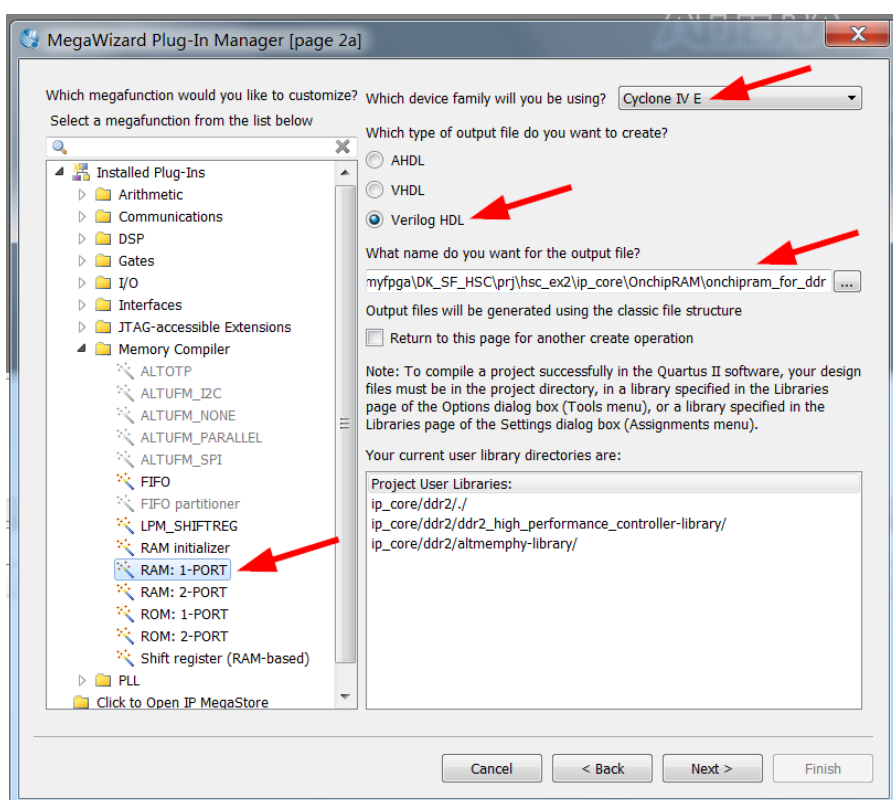 MegaWizard Plug-In Manager [page 2a]
Which megafunction would you like to customize?
Select a megafunction from the list below
Installed Plug-Ins
Arithmetic
Communications
DSP
Gates
I/O
Interfaces
JTAG-accessible Extensions
Memory Compiler
ALTOTP
ALTUFM_I2C
ALTUFM_NONE
ALTUFM_PARALLEL
ALTUFM_SPI
FIFO
FIFO partitioner
LPM_SHIFTREG
RAM initializer
RAM: 1-PORT
RAM: 2-PORT
ROM: 1-PORT
ROM: 2-PORT
Shift register (RAM-based)
PLL
Click to Open IP MegaStore
Which device family will you be using? Cyclone IV E
Which type of output file do you want to create?
AHDL
VHDL
Verilog HDL
What name do you want for the output file?
myfpga\DK_SF_HSC\prj\hsc_ex2\ip_core\OnchipRAM\onchipram_for_ddr ...
Output files will be generated using the classic file structure
Return to this page for another create operation
Note: To compile a project successfully in the Quartus II software, your design
files must be in the project directory, in a library specified in the Libraries
page of the Options dialog box (Tools menu), or a library specified in the
Libraries page of the Settings dialog box (Assignments menu).
Your current user library directories are:
Project User Libraries:
ip_core/ddr2/./
ip_core/ddr2/ddr2_high_performance_controller-library/
ip_core/ddr2/altmemphy-library/
Cancel
< Back
Next >
Finish